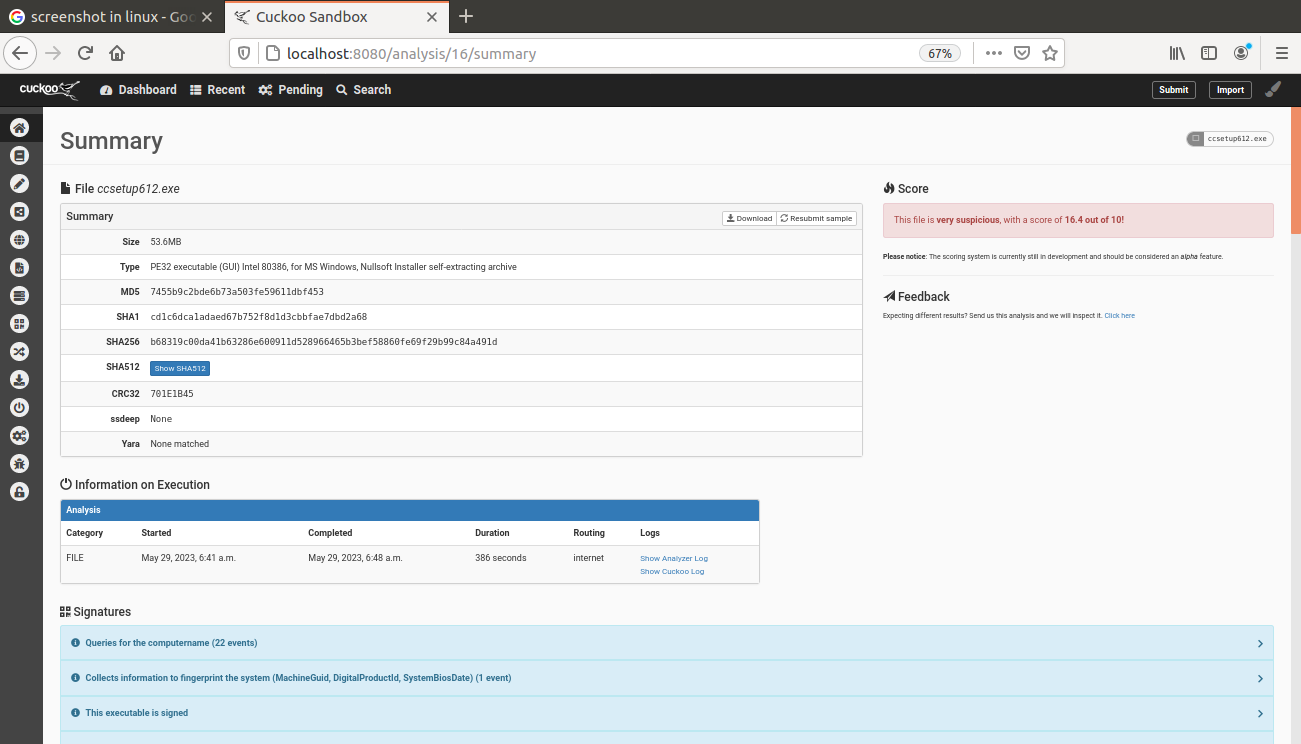 screenshot in linux - Goo
Cuckoo Sandbox
localhost:8080/analysis/16/summary
67%
cuckoo
Dashboard
Recent
Pending
Search
Submit
Import
Summary
ccsetup612.exe
File ccsetup612.exe
Summary
Download
Resubmit sample
Size 53.6MB
Type PE32 executable (GUI) Intel 80386, for MS Windows, Nullsoft Installer self-extracting archive
MD5 7455b9c2bde6b73a503fe59611dbf453
SHA1 cd1c6dca1adaed67b752f8d1d3cbbfae7dbd2a68
SHA256 b68319c00da41b63286e600911d528966465b3bef58860fe69f29b99c84a491d
SHA512 Show SHA512
CRC32 701E1B45
ssdeep None
Yara None matched
Score
This file is very suspicious, with a score of 16.4 out of 10!
Please notice: The scoring system is currently still in development and should be considered an alpha feature.
Feedback
Expecting different results? Send us this analysis and we will inspect it. Click here
Information on Execution
Analysis
Category Started Completed Duration Routing Logs
FILE May 29, 2023, 6:41 a.m. May 29, 2023, 6:48 a.m. 386 seconds internet Show Analyzer Log
Show Cuckoo Log
Signatures
Queries for the computername (22 events)
Collects information to fingerprint the system (MachineGuid, DigitalProductId, SystemBiosDate) (1 event)
This executable is signed